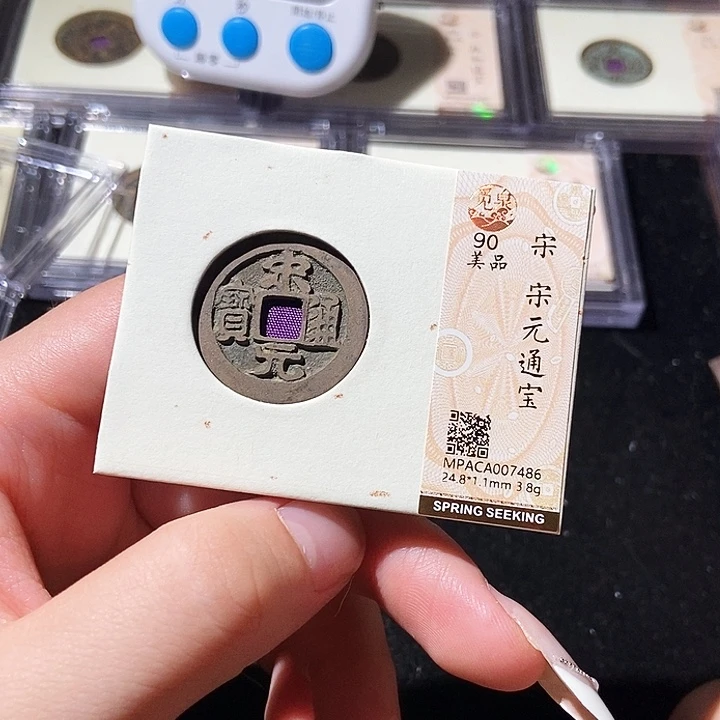 宋元通寶
觅泉
90
美品
宋 宋元通宝
MPACA007486
24.8*1.1mm 3.8g
SPRING SEEKING